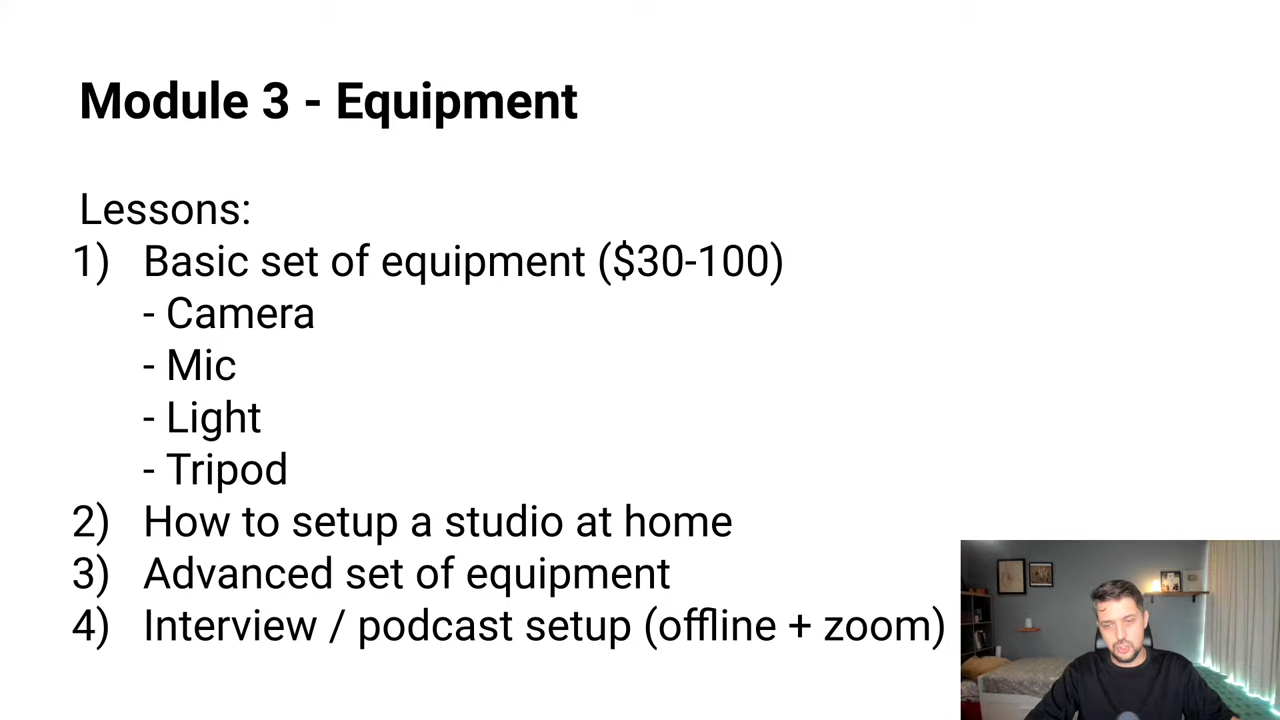 Module 3 - Equipment
Lessons:
1) Basic set of equipment ($30-100)
- Camera
- Mic
- Light
- Tripod
2) How to setup a studio at home
3) Advanced set of equipment
4) Interview / podcast setup (offline + zoom)